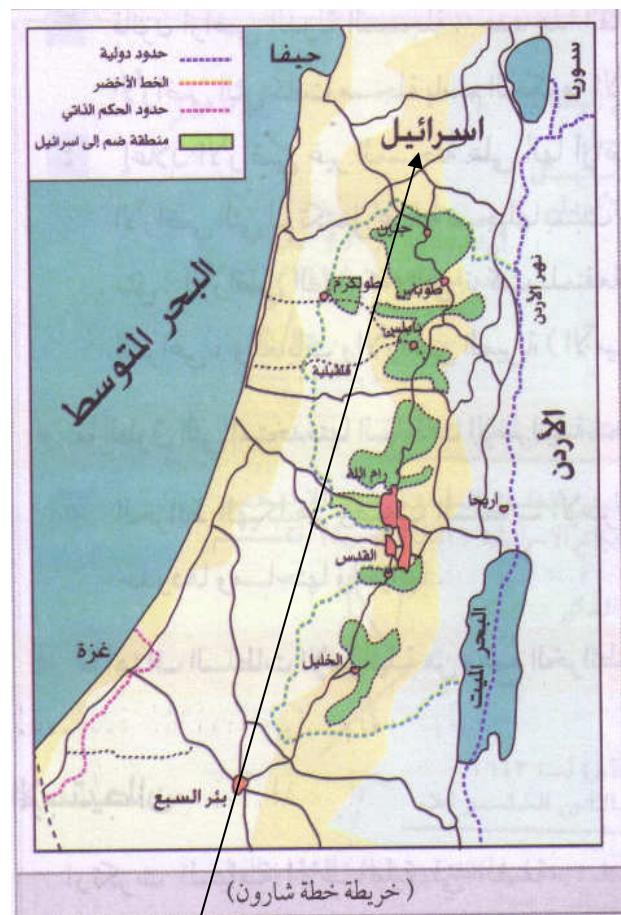 حدود دولية
الخط الأخضر
حدود الحكم الذاتي
منطقة ضم إلى اسرائيل
حيفا
سوريا
اسرائيل
جنين
نهر الأردن
طولكرم
طوباس
نابلس
قلقيلية
البحر المتوسط
الأردن
رام الله
اريحا
القدس
البحر الميت
غزة
الخليل
بئر السبع
(خريطة خطة شارون)